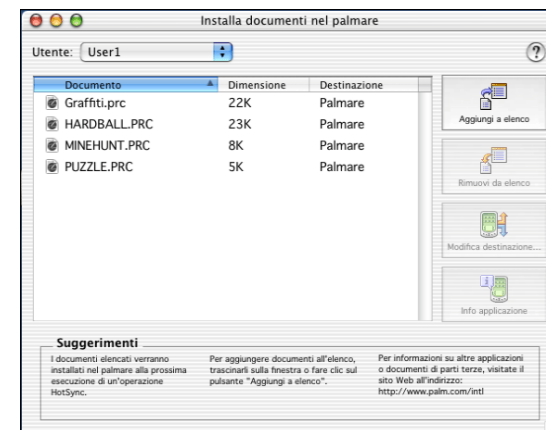 Installa documenti nel palmare
Utente: User1
?
Documento Dimensione Destinazione
Graffiti.prc 22K Palmare
HARDBALL.PRC 23K Palmare
MINEHUNT.PRC 8K Palmare
PUZZLE.PRC 5K Palmare
Aggiungi a elenco
Rimuovi da elenco
Modifica destinazione...
Info applicazione
Suggerimenti
I documenti elencati verranno
installati nel palmare alla prossima
esecuzione di un'operazione
HotSync.
Per aggiungere documenti all'elenco,
trascinarli sulla finestra o fare clic sul
pulsante "Aggiungi a elenco".
Per informazioni su altre applicazioni
o documenti di parti terze, visitate il
sito Web all'indirizzo:
http://www.palm.com/intl